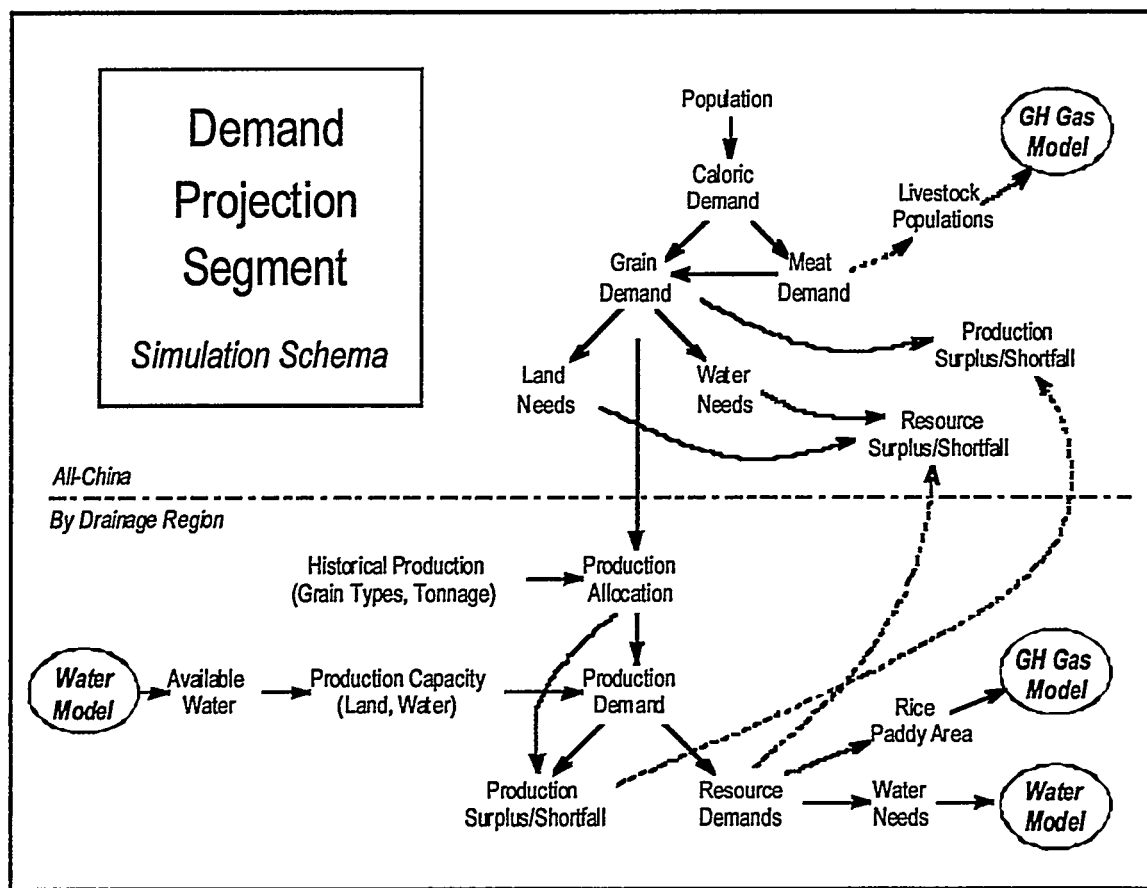 Demand
Projection
Segment
Simulation Schema
Population
GH Gas
Model
Caloric
Demand
Livestock
Populations
Grain
Demand
Meat
Demand
Production
Surplus/Shortfall
Land
Needs
Water
Needs
Resource
Surplus/Shortfall
All-China
By Drainage Region
Historical Production
(Grain Types, Tonnage)
Production
Allocation
Water
Model
Available
Water
Production Capacity
(Land, Water)
Production
Demand
GH Gas
Model
Rice
Paddy Area
Production
Surplus/Shortfall
Resource
Demands
Water
Needs
Water
Model